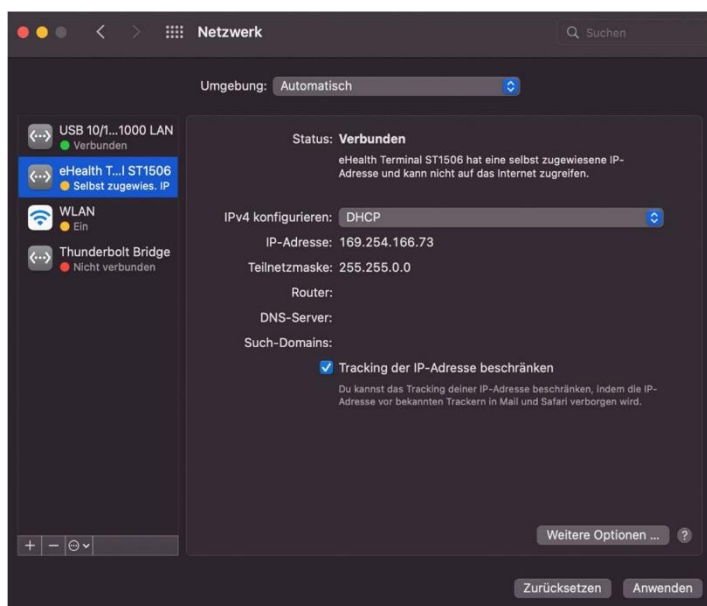 Netzwerk
Suchen
Umgebung: Automatisch
USB 10/1...1000 LAN
Verbunden
eHealth T...l ST1506
Selbst zugewies. IP
WLAN
Ein
Thunderbolt Bridge
Nicht verbunden
Status: Verbunden
eHealth Terminal ST1506 hat eine selbst zugewiesene IP-
Adresse und kann nicht auf das Internet zugreifen.
IPv4 konfigurieren: DHCP
IP-Adresse: 169.254.166.73
Teilnetzmaske: 255.255.0.0
Router:
DNS-Server:
Such-Domains:
Tracking der IP-Adresse beschränken
Du kannst das Tracking deiner IP-Adresse beschränken, indem die IP-
Adresse vor bekannten Trackern in Mail und Safari verborgen wird.
Weitere Optionen ... ?
Zurücksetzen Anwenden